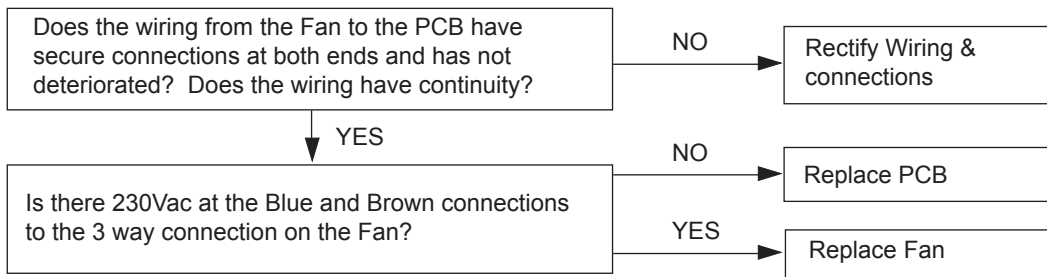 Does the wiring from the Fan to the PCB have
secure connections at both ends and has not
deteriorated?  Does the wiring have continuity?
NO
Rectify Wiring &
connections
YES
Is there 230Vac at the Blue and Brown connections
to the 3 way connection on the Fan?
NO
Replace PCB
YES
Replace Fan